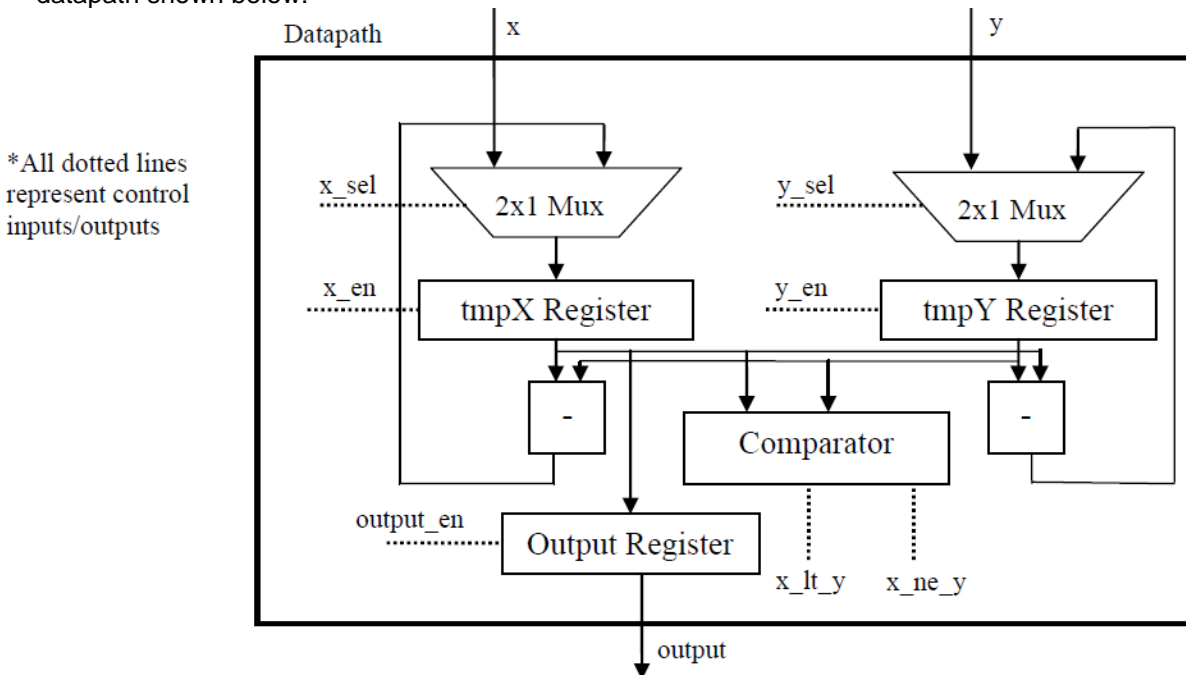 datapath shown below.
Datapath
x
y
*All dotted lines
represent control
inputs/outputs
x_sel
2x1 Mux
y_sel
2x1 Mux
x_en
tmpX Register
y_en
tmpY Register
-
Comparator
-
output_en
Output Register
x_lt_y
x_ne_y
output